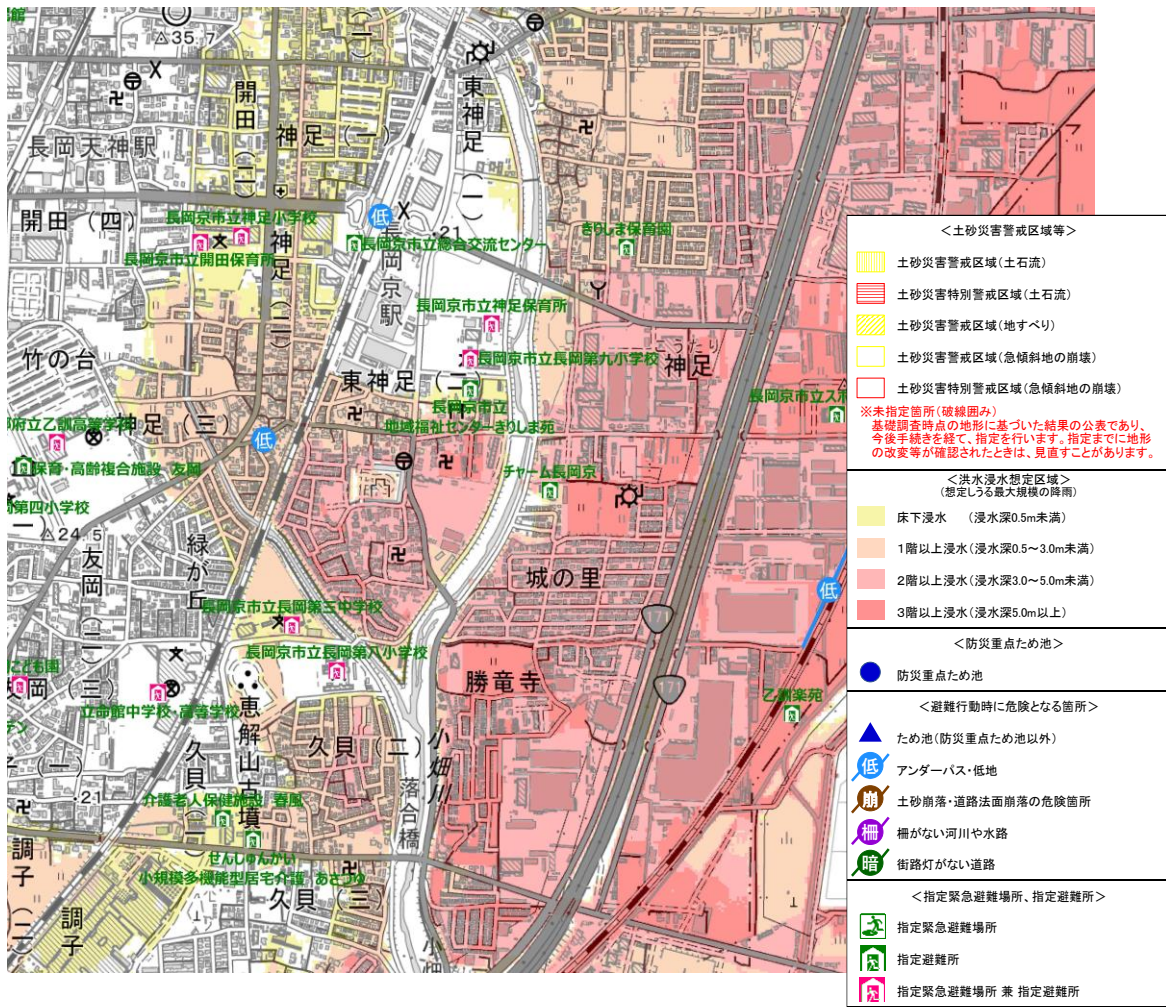 館
35.7
開田(二)
神足(一)
東神足(一)
長岡天神駅
開田(四)
長岡京市立神足小学校
長岡京市立開田保育所
低
長岡京市立総合交流センター
・21
きりしま保育園
神足(二)
長岡京駅
長岡京市立神足保育所
長岡京市立長岡第九小学校
神足
竹の台
東神足(二)
長岡京市立
地域福祉センターきりしま苑
長岡京市立スポ
府立乙訓高等学校
神足(三)
低
保育・高齢複合施設 友岡
第四小学校
チャーム長岡京
24.5
友岡(二)
緑が丘
城の里
171
低
長岡京市立長岡第三中学校
長岡京市立長岡第八小学校
勝竜寺
171
乙訓楽苑
こども園
(三)
立命館中学校・高等学校
恵解山古墳
久貝(二)
小畑川
落合橋
久貝(一)
・21
介護老人保健施設 春風
せんしゅんかい
小規模多機能型居宅介護 あさつゆ
久貝(三)
調子(二)
調子
小畑
<土砂災害警戒区域等>
土砂災害警戒区域(土石流)
土砂災害特別警戒区域(土石流)
土砂災害警戒区域(地すべり)
土砂災害警戒区域(急傾斜地の崩壊)
土砂災害特別警戒区域(急傾斜地の崩壊)
※未指定箇所(破線囲み)
基礎調査時点の地形に基づいた結果の公表であり、
今後手続きを経て、指定を行います。指定までに地形
の改変等が確認されたときは、見直すことがあります。
<洪水浸水想定区域>
(想定しうる最大規模の降雨)
床下浸水 (浸水深0.5m未満)
1階以上浸水(浸水深0.5~3.0m未満)
2階以上浸水(浸水深3.0~5.0m未満)
3階以上浸水(浸水深5.0m以上)
<防災重点ため池>
防災重点ため池
<避難行動時に危険となる箇所>
ため池(防災重点ため池以外)
低 アンダーパス・低地
崩 土砂崩落・道路法面崩落の危険箇所
柵 柵がない河川や水路
暗 街路灯がない道路
<指定緊急避難場所、指定避難所>
指定緊急避難場所
指定避難所
指定緊急避難場所 兼 指定避難所